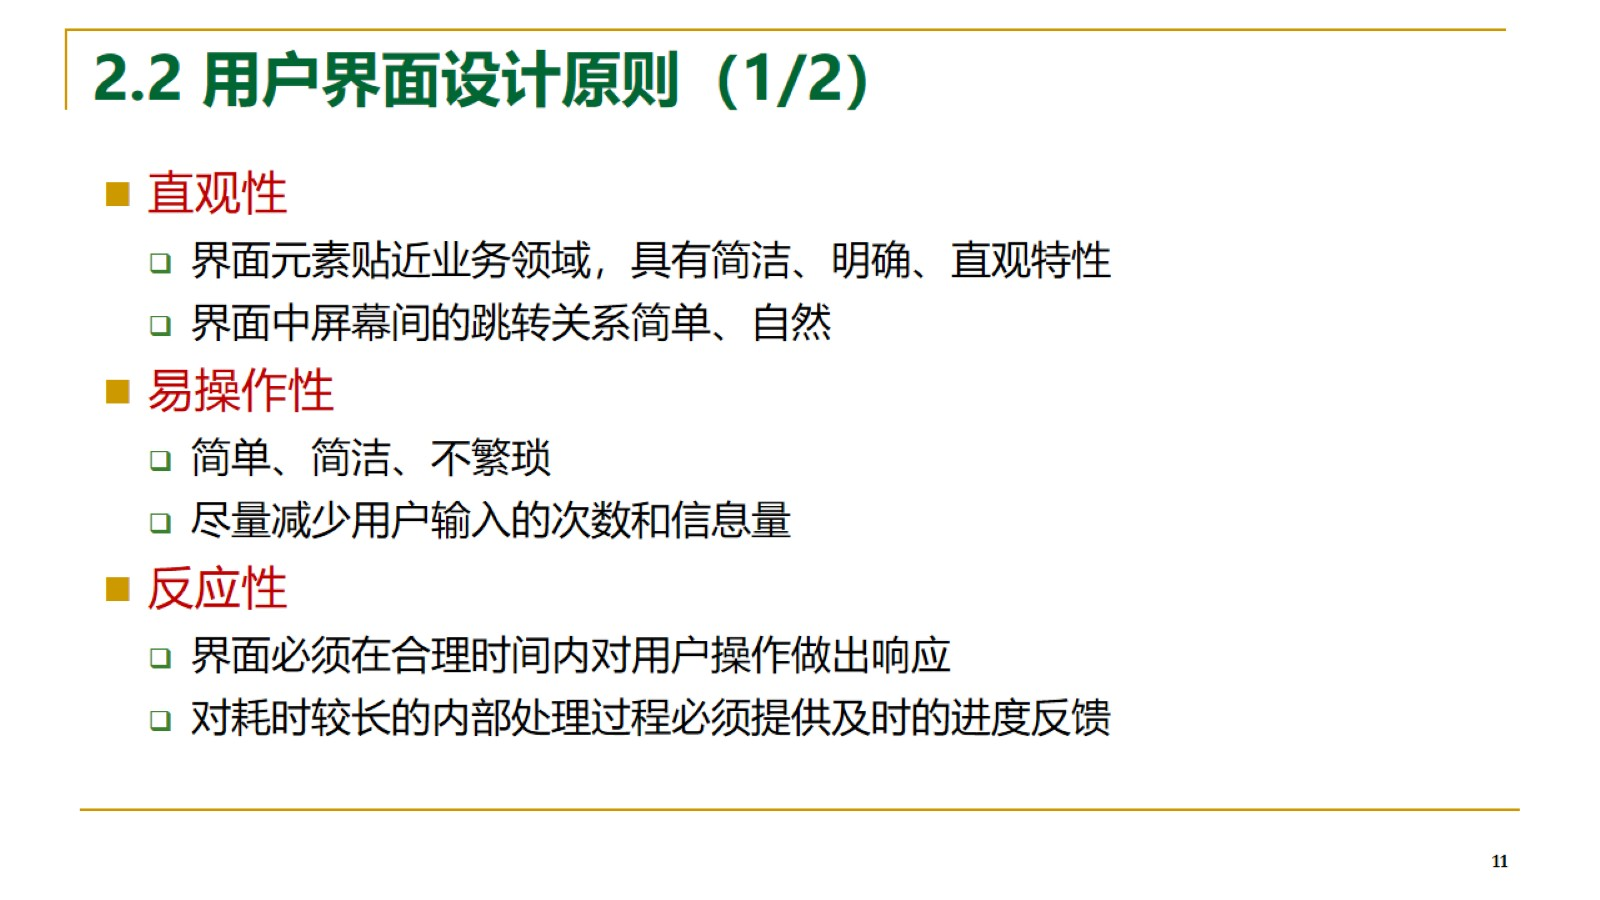 2.2 用户界面设计原则（1/2）
直观性
界面元素贴近业务领域，具有简洁、明确、直观特性
界面中屏幕间的跳转关系简单、自然
易操作性
简单、简洁、不繁琐
尽量减少用户输入的次数和信息量
反应性
界面必须在合理时间内对用户操作做出响应
对耗时较长的内部处理过程必须提供及时的进度反馈
11